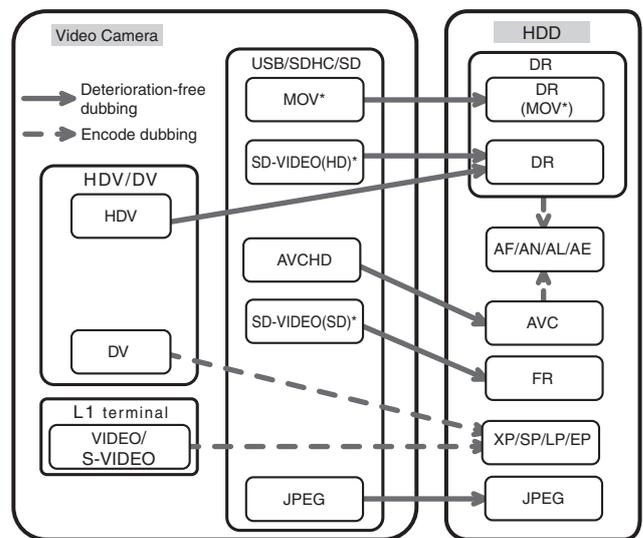 Video Camera
Deterioration-free
dubbing
Encode dubbing
HDV/DV
HDV
DV
L1 terminal
VIDEO/
S-VIDEO
USB/SDHC/SD
MOV*
SD-VIDEO(HD)*
AVCHD
SD-VIDEO(SD)*
JPEG
HDD
DR
DR
(MOV*)
DR
AF/AN/AL/AE
AVC
FR
XP/SP/LP/EP
JPEG